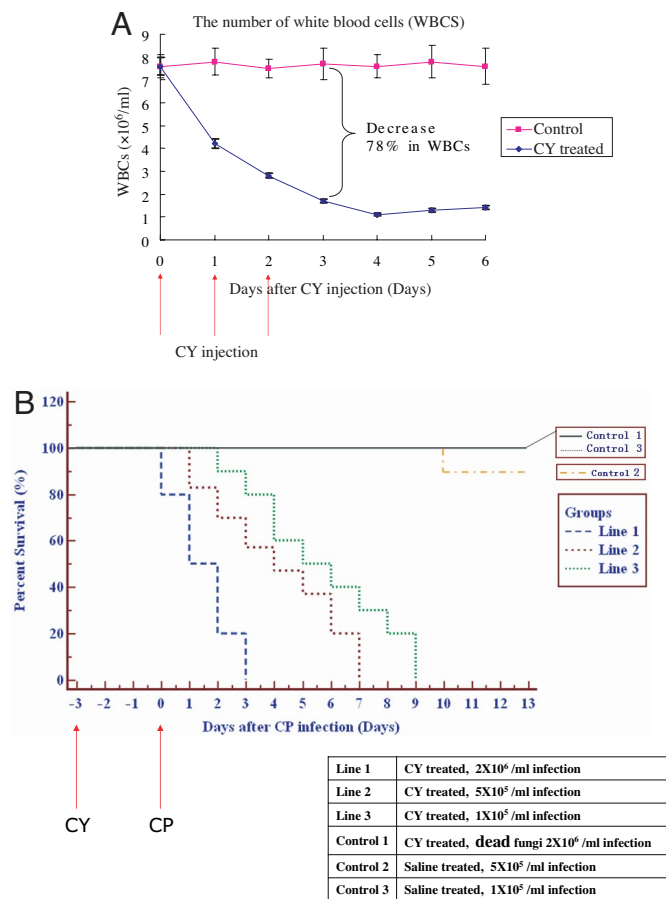 A
The number of white blood cells (WBCS)
WBCs (×10⁶/ml)
9
8
7
6
5
4
3
2
1
0
Decrease
78% in WBCs
Control
CY treated
0 1 2 3 4 5 6
Days after CY injection (Days)
CY injection
B
Percent Survival (%)
120
100
80
60
40
20
0
Control 1
Control 3
Control 2
Groups
Line 1
Line 2
Line 3
-3 -2 -1 0 1 2 3 4 5 6 7 8 9 10 11 12 13
Days after CP infection (Days)
CY CP
Line 1 CY treated, 2X10⁶ /ml infection
Line 2 CY treated, 5X10⁵ /ml infection
Line 3 CY treated, 1X10⁵ /ml infection
Control 1 CY treated, dead fungi 2X10⁶ /ml infection
Control 2 Saline treated, 5X10⁵ /ml infection
Control 3 Saline treated, 1X10⁵ /ml infection